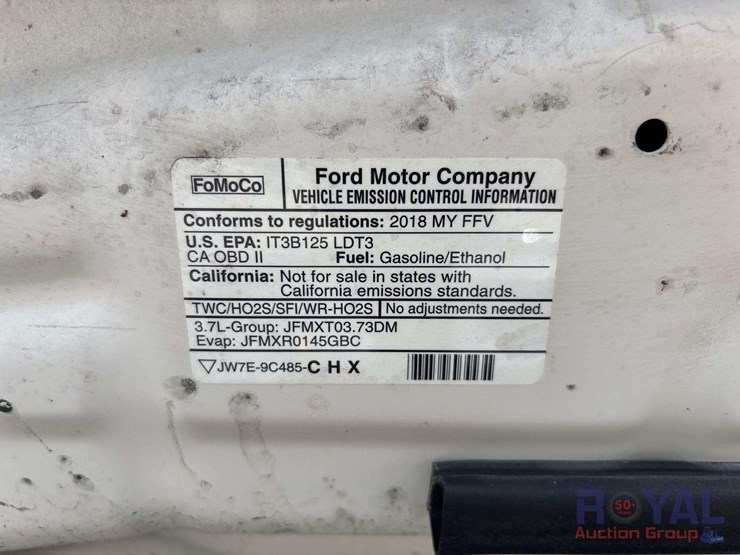 FoMoCo
Ford Motor Company
VEHICLE EMISSION CONTROL INFORMATION
Conforms to regulations: 2018 MY FFV
U.S. EPA: IT3B125 LDT3
CA OBD II Fuel: Gasoline/Ethanol
California: Not for sale in states with
California emissions standards.
TWC/HO2S/SFI/WR-HO2S No adjustments needed.
3.7L-Group: JFMXT03.73DM
Evap: JFMXR0145GBC
JW7E-9C485-C H X
ROYAL
50
Auction Group